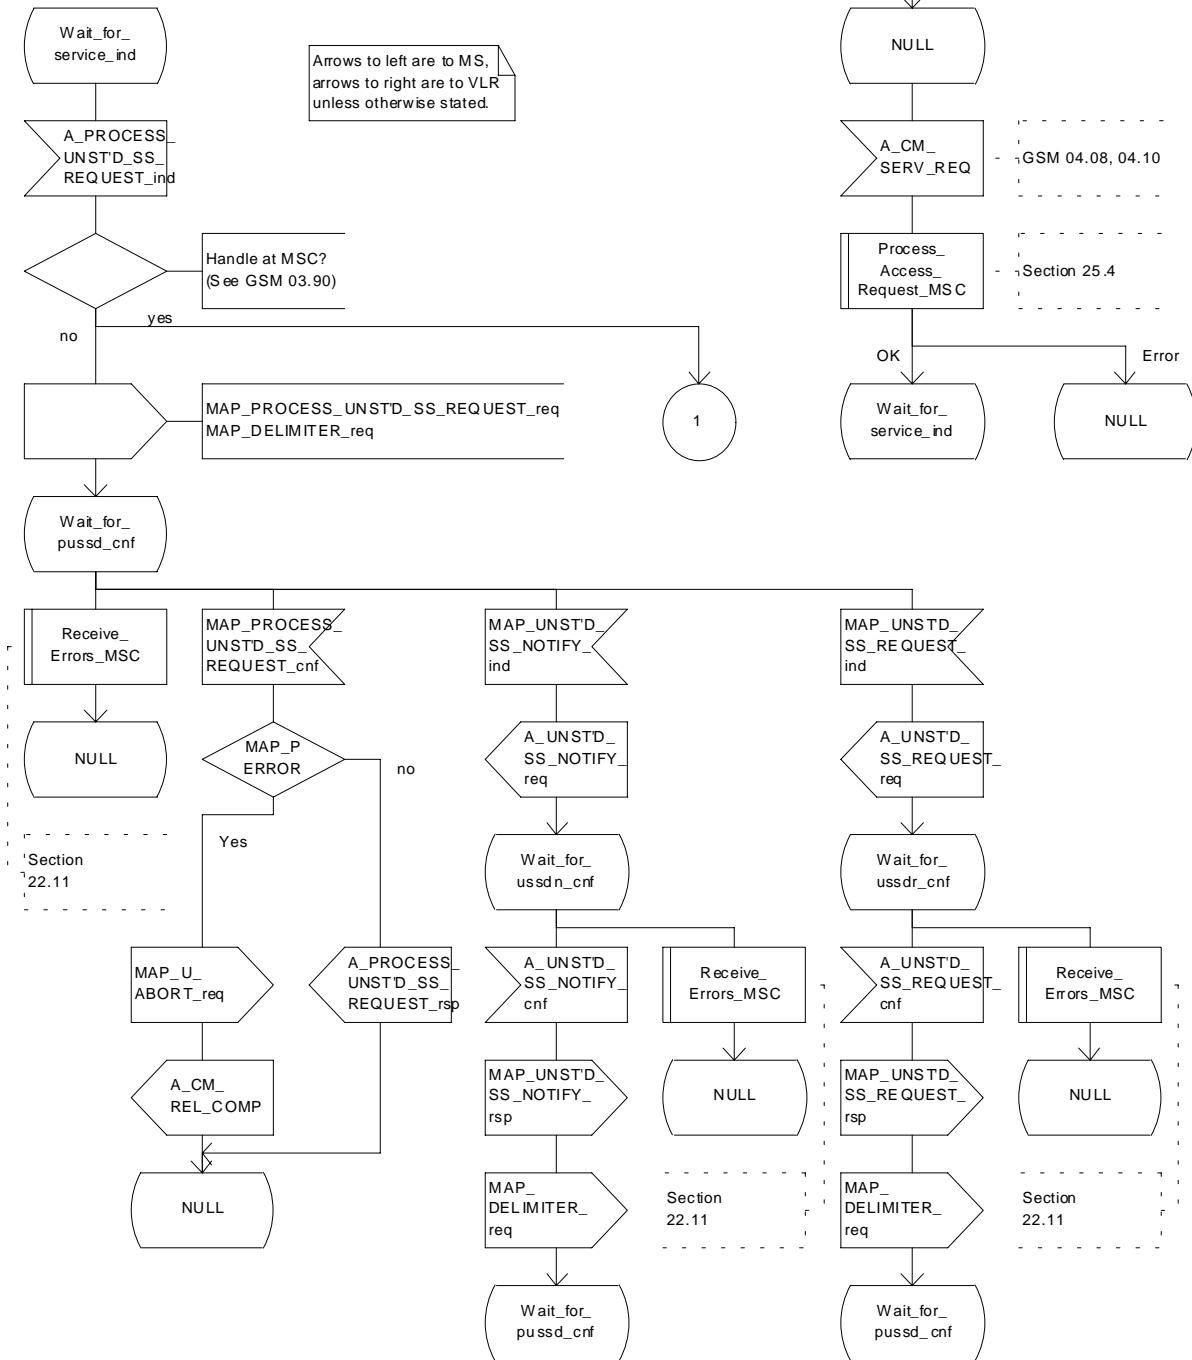 Wait_for_
service_ind
Arrows to left are to MS,
arrows to right are to VLR
unless otherwise stated.
NULL
A_PROCESS_
UNST'D_SS_
REQUEST_ind
A_CM_
SERV_REQ
GSM 04.08, 04.10
Handle at MSC?
(See GSM 03.90)
Process_
Access_
Request_MSC
Section 25.4
yes
no
OK
Error
MAP_PROCESS_UNST'D_SS_REQUEST_req
MAP_DELIMITER_req
1
Wait_for_
service_ind
NULL
Wait_for_
pussd_cnf
Receive_
Errors_MSC
MAP_PROCESS_
UNST'D_SS_
REQUEST_cnf
MAP_UNST'D_
SS_NOTIFY_
ind
MAP_UNST'D_
SS_REQUEST_
ind
NULL
MAP_P
ERROR
no
A_UNST'D_
SS_NOTIFY_
req
A_UNST'D_
SS_REQUEST_
req
Yes
Section
22.11
Wait_for_
ussdn_cnf
Wait_for_
ussdr_cnf
MAP_U_
ABORT_req
A_PROCESS_
UNST'D_SS_
REQUEST_rsp
A_UNST'D_
SS_NOTIFY_
cnf
Receive_
Errors_MSC
A_UNST'D_
SS_REQUEST_
cnf
Receive_
Errors_MSC
A_CM_
REL_COMP
MAP_UNST'D_
SS_NOTIFY_
rsp
NULL
MAP_UNST'D_
SS_REQUEST_
rsp
NULL
NULL
MAP_
DELIMITER_
req
Section
22.11
MAP_
DELIMITER_
req
Section
22.11
Wait_for_
pussd_cnf
Wait_for_
pussd_cnf